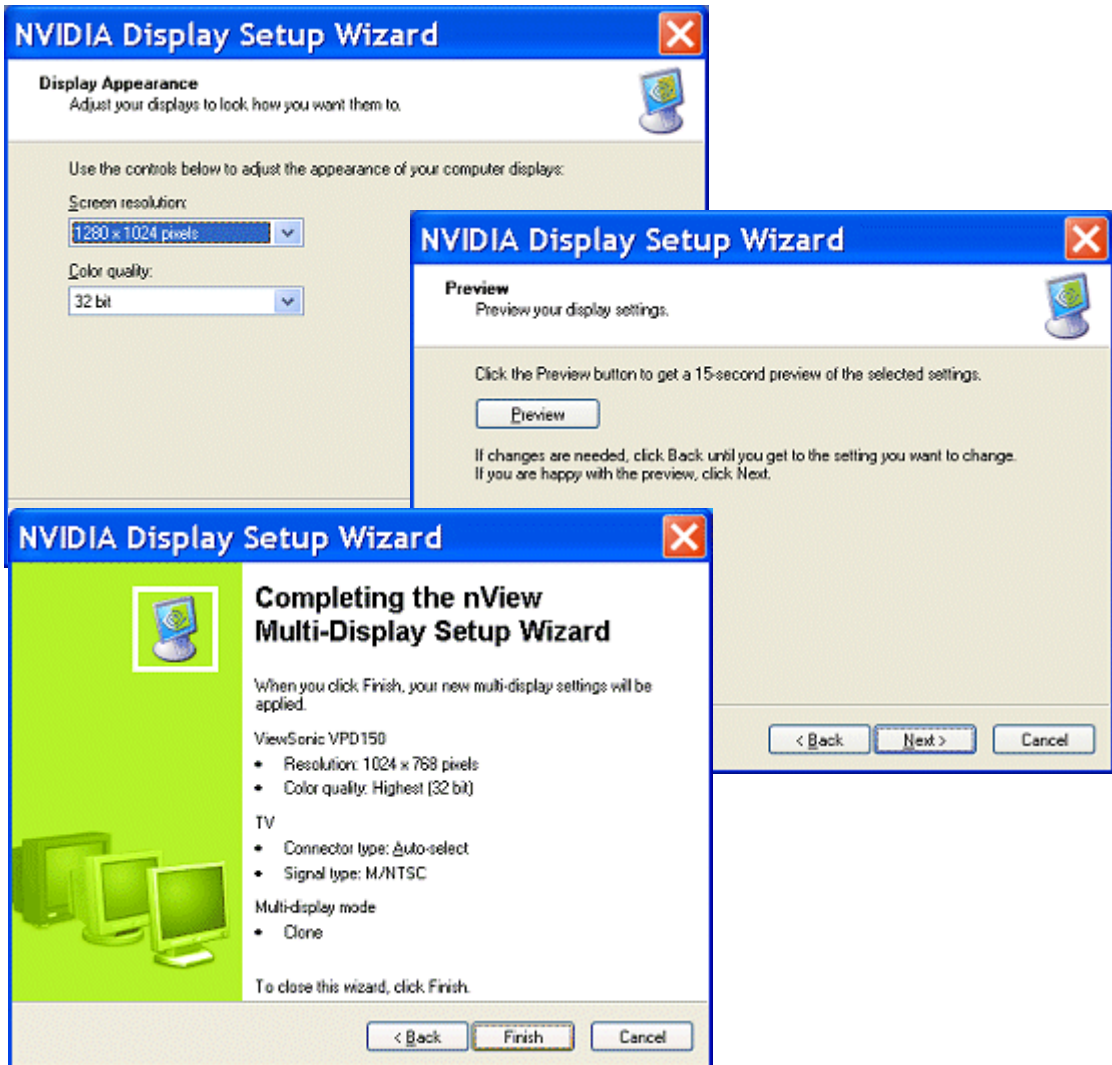 NVIDIA Display Setup Wizard
Display Appearance
Adjust your displays to look how you want them to.
Use the controls below to adjust the appearance of your computer displays:
Screen resolution:
1280 x 1024 pixels
Color quality:
32 bit
NVIDIA Display Setup Wizard
Preview
Preview your display settings.
Click the Preview button to get a 15-second preview of the selected settings.
Preview
If changes are needed, click Back until you get to the setting you want to change.
If you are happy with the preview, click Next.
< Back Next > Cancel
NVIDIA Display Setup Wizard
Completing the nView
Multi-Display Setup Wizard
When you click Finish, your new multi-display settings will be
applied.
ViewSonic VPD150
• Resolution: 1024 x 768 pixels
• Color quality: Highest (32 bit)
TV
• Connector type: Auto-select
• Signal type: M/NTSC
Multi-display mode
• Clone
To close this wizard, click Finish.
< Back Finish Cancel